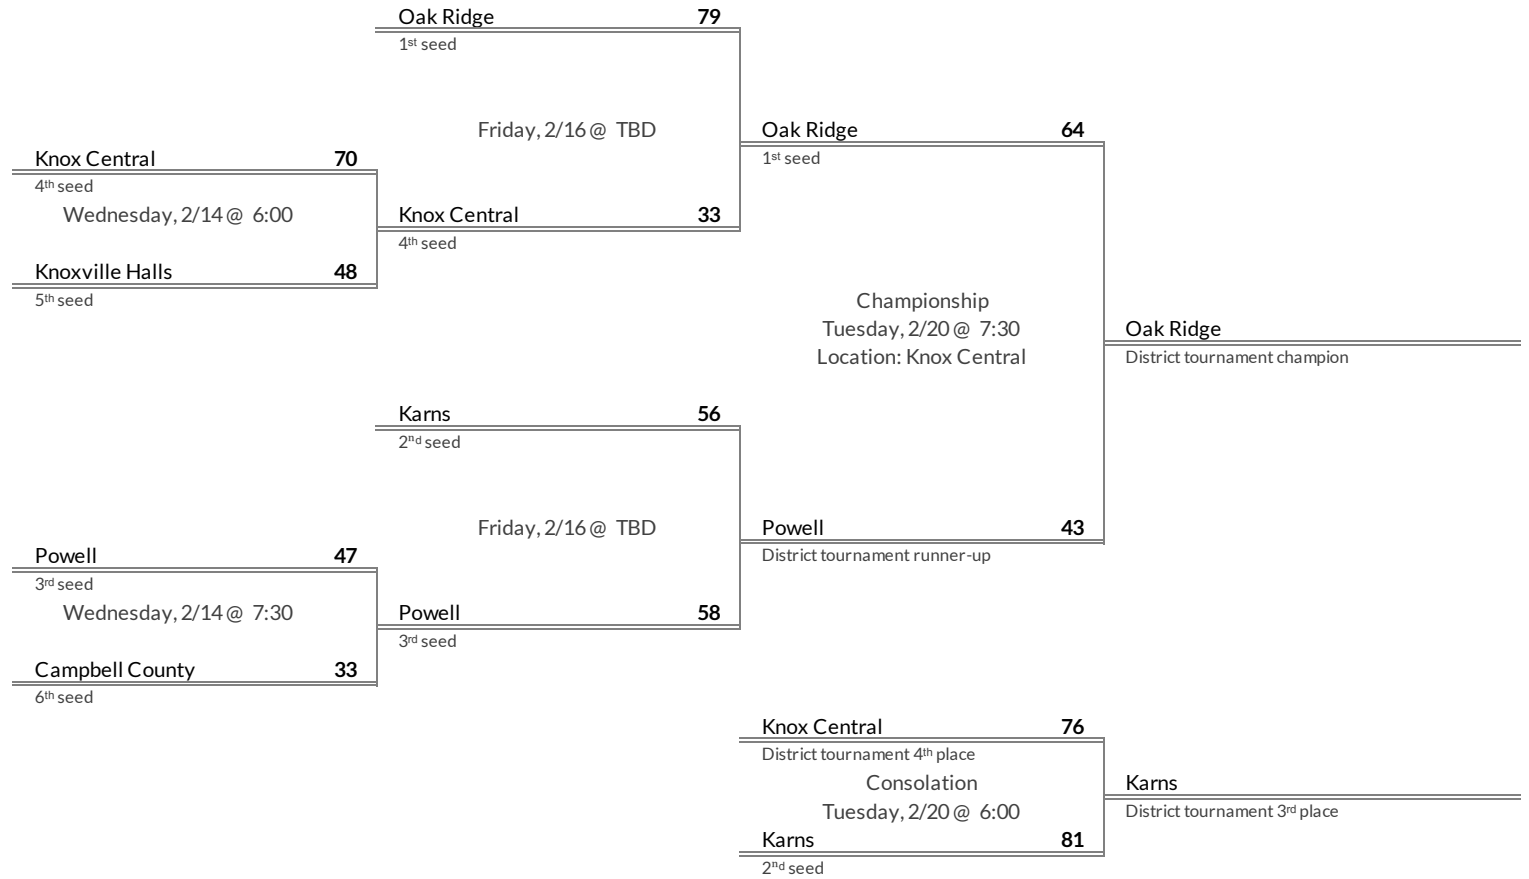 Oak Ridge 79
1st seed
Friday, 2/16 @ TBD
Oak Ridge 64
1st seed
Knox Central 70
4th seed
Wednesday, 2/14 @ 6:00
Knox Central 33
4th seed
Knoxville Halls 48
5th seed
Championship
Tuesday, 2/20 @ 7:30
Location: Knox Central
Oak Ridge
District tournament champion
Karns 56
2nd seed
Friday, 2/16 @ TBD
Powell 43
District tournament runner-up
Powell 47
3rd seed
Wednesday, 2/14 @ 7:30
Powell 58
3rd seed
Campbell County 33
6th seed
Knox Central 76
District tournament 4th place
Consolation
Tuesday, 2/20 @ 6:00
Karns
District tournament 3rd place
Karns 81
2nd seed